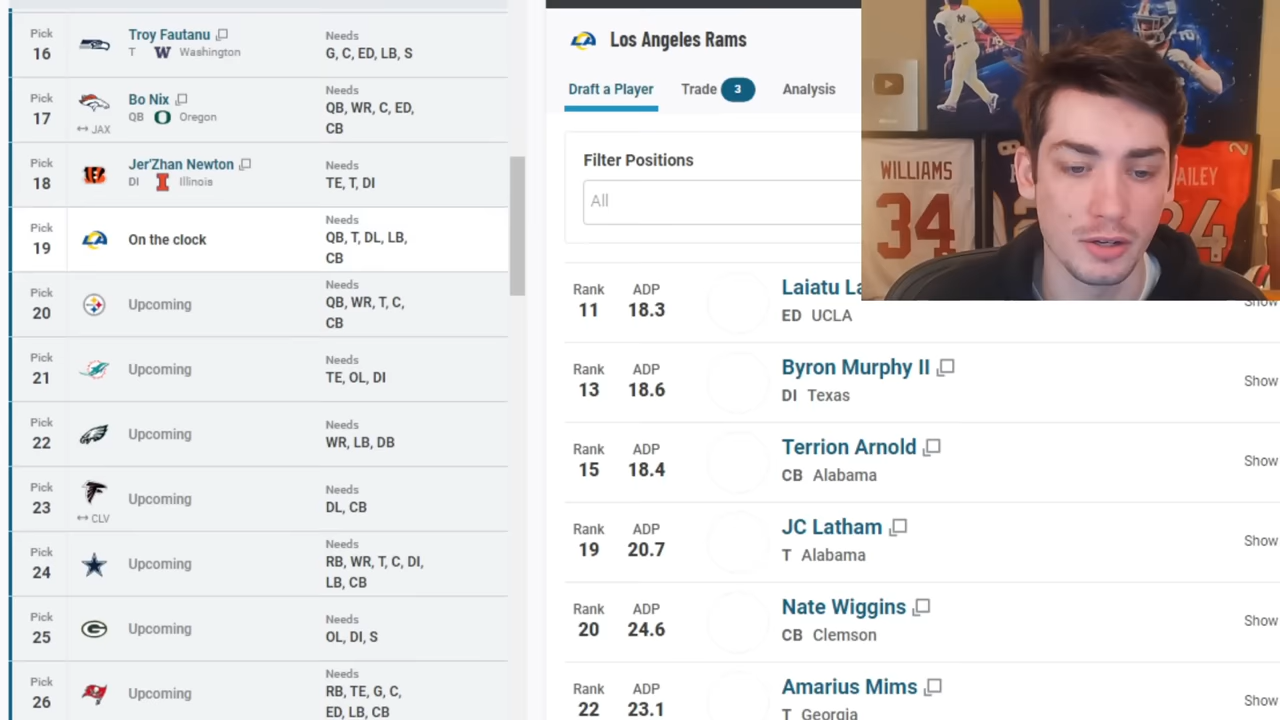 Pick
16
Troy Fautanu
T W Washington
Needs
G, C, ED, LB, S
Pick
17
JAX
Bo Nix
QB O Oregon
Needs
QB, WR, C, ED,
CB
Pick
18
Jer'Zhan Newton
DI I Illinois
Needs
TE, T, DI
Pick
19
LA
On the clock
Needs
QB, T, DL, LB,
CB
Pick
20
Upcoming
Needs
QB, WR, T, C,
CB
Pick
21
Upcoming
Needs
TE, OL, DI
Pick
22
Upcoming
Needs
WR, LB, DB
Pick
23
CLV
Upcoming
Needs
DL, CB
Pick
24
Upcoming
Needs
RB, WR, T, C, DI,
LB, CB
Pick
25
G
Upcoming
Needs
OL, DI, S
Pick
26
Upcoming
Needs
RB, TE, G, C,
ED, LB, CB
LA Los Angeles Rams
Draft a Player Trade 3 Analysis
Filter Positions
All
Rank ADP
11 18.3
Laiatu La
ED UCLA
Show
Rank ADP
13 18.6
Byron Murphy II
DI Texas
Show
Rank ADP
15 18.4
Terrion Arnold
CB Alabama
Show
Rank ADP
19 20.7
JC Latham
T Alabama
Show
Rank ADP
20 24.6
Nate Wiggins
CB Clemson
Show
Rank ADP
22 23.1
Amarius Mims
T Georgia
Show
WILLIAMS
34
AILEY
24
2